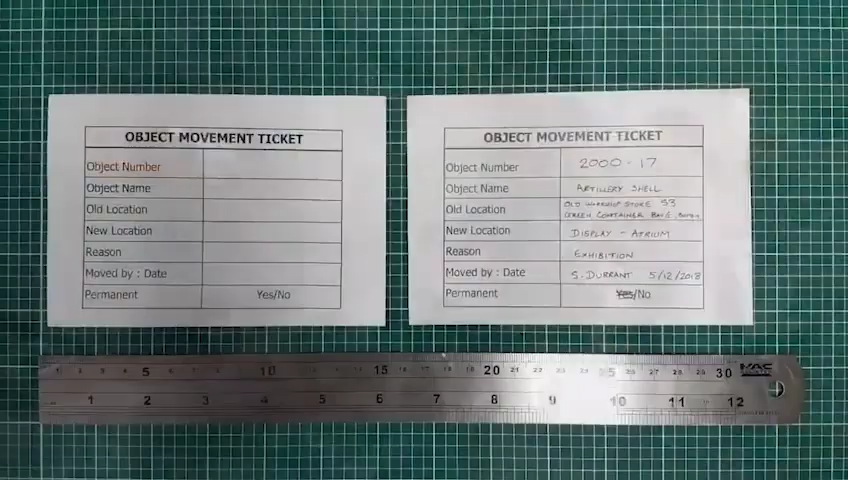 OBJECT MOVEMENT TICKET
Object Number
Object Name
Old Location
New Location
Reason
Moved by : Date
Permanent Yes/No
OBJECT MOVEMENT TICKET
Object Number 2000-17
Object Name ARTILLERY SHELL
Old Location OLD STORE 53
GREEN CONTAINER
New Location DISPLAY - ATRIUM
Reason EXHIBITION
Moved by : Date S. DURRANT 5/12/2018
Permanent Yes/No
5 10 15 20 25 30
1 2 3 4 5 6 7 8 9 10 11 12